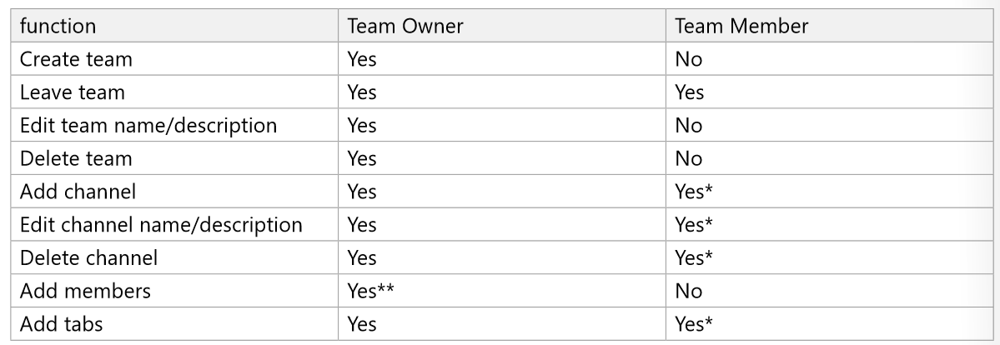 function Team Owner Team Member
Create team Yes No
Leave team Yes Yes
Edit team name/description Yes No
Delete team Yes No
Add channel Yes Yes*
Edit channel name/description Yes Yes*
Delete channel Yes Yes*
Add members Yes** No
Add tabs Yes Yes*